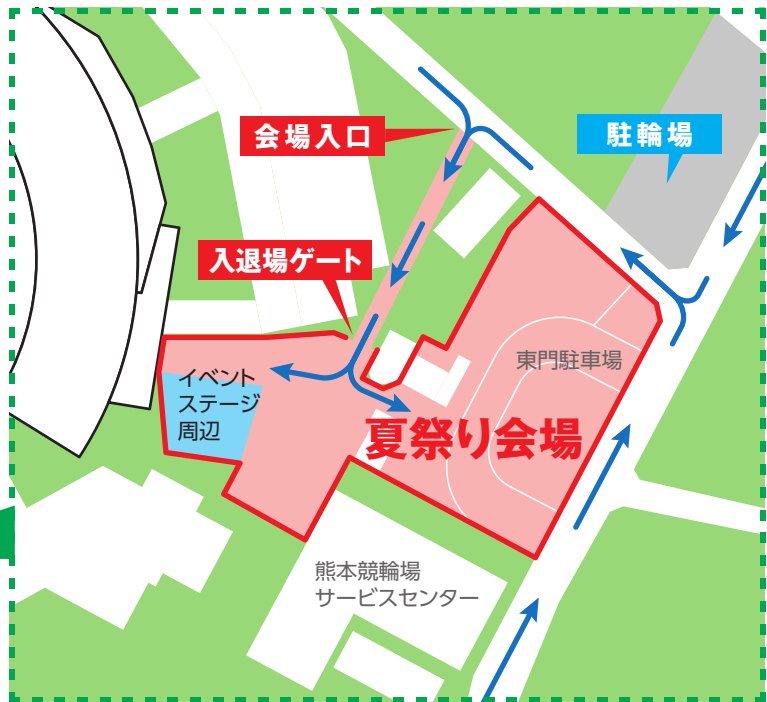 会場入口
駐輪場
入退場ゲート
東門駐車場
イベント
ステージ
周辺
夏祭り会場
熊本競輪場
サービスセンター